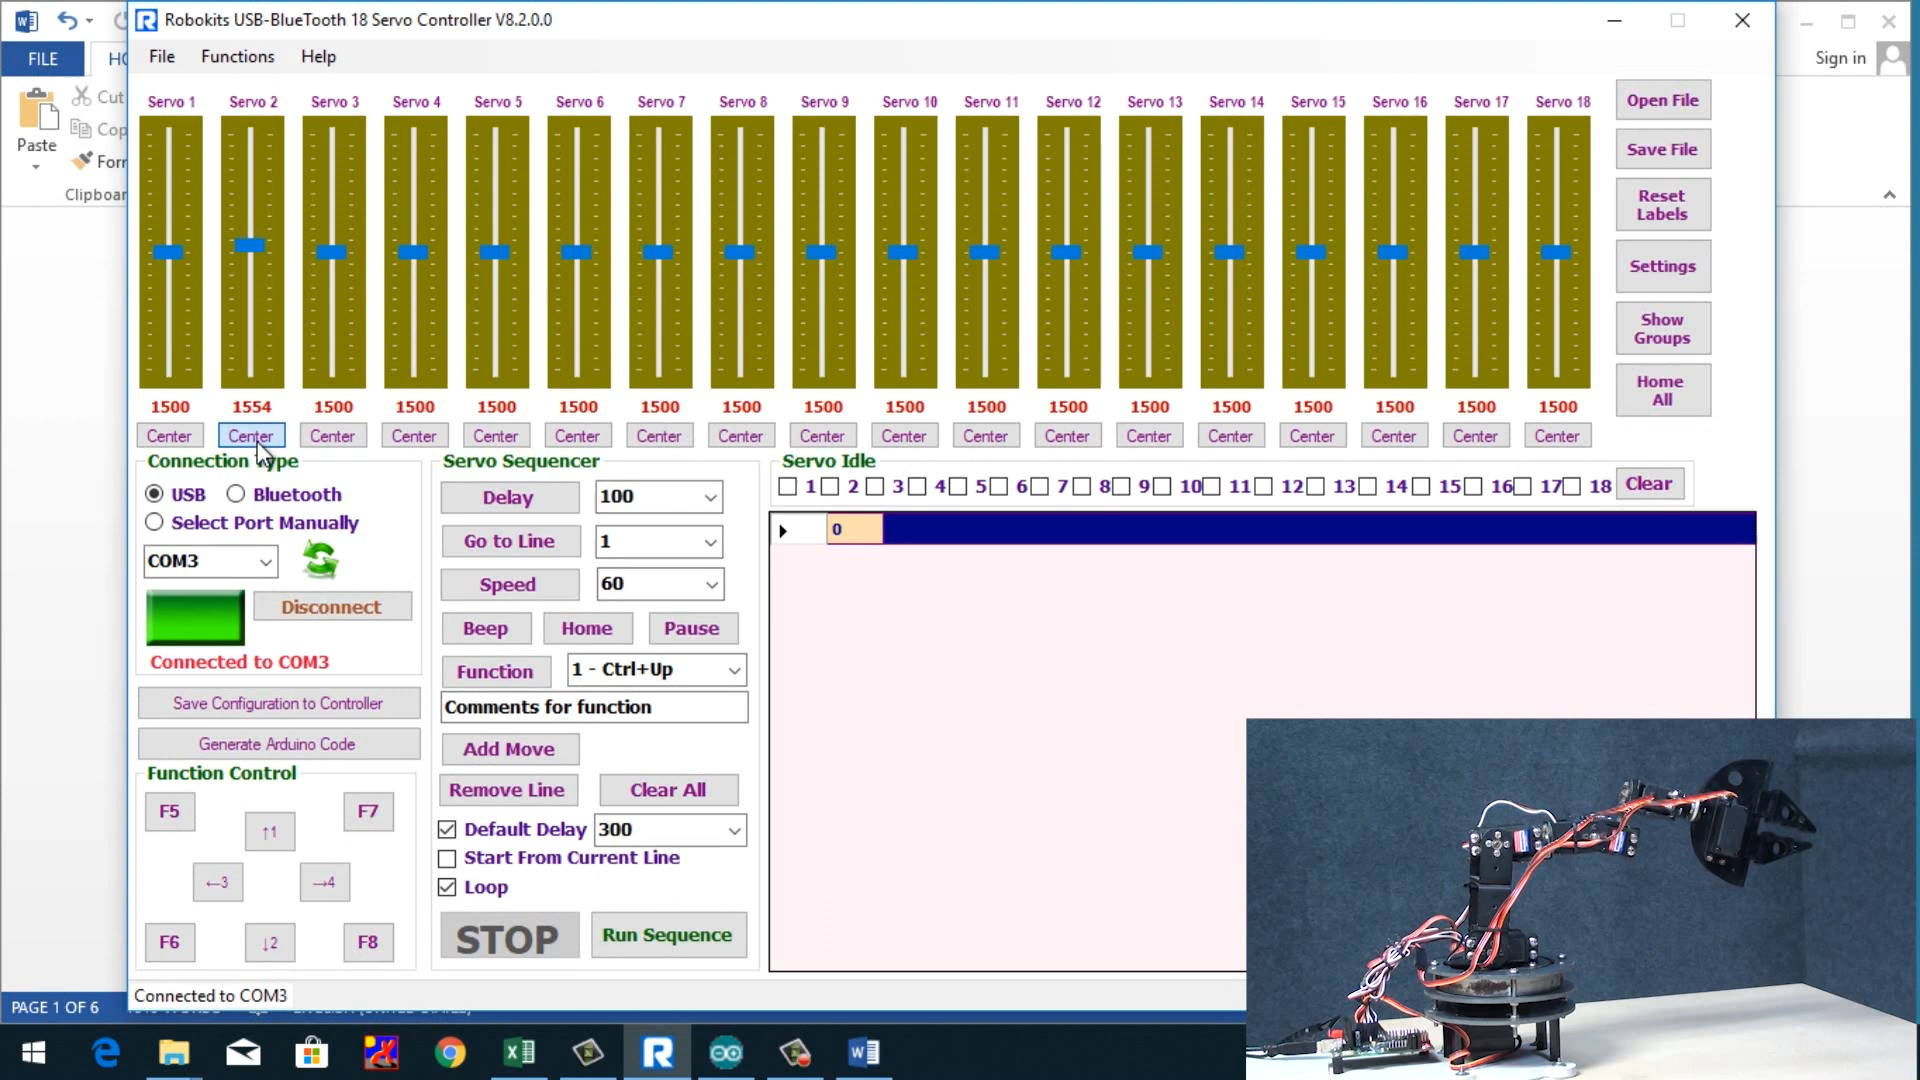 Robokits USB-BlueTooth 18 Servo Controller V8.2.0.0
FILE
Sign in
File Functions Help
Cut
Paste
Servo 1 Servo 2 Servo 3 Servo 4 Servo 5 Servo 6 Servo 7 Servo 8 Servo 9 Servo 10 Servo 11 Servo 12 Servo 13 Servo 14 Servo 15 Servo 16 Servo 17 Servo 18
Open File
Save File
Reset
Labels
Settings
Show
Groups
Home
All
1500 1554 1500 1500 1500 1500 1500 1500 1500 1500 1500 1500 1500 1500 1500 1500 1500 1500
Center Center Center Center Center Center Center Center Center Center Center Center Center Center Center Center Center Center
Connection Type
USB Bluetooth
Select Port Manually
COM3
Disconnect
Connected to COM3
Save Configuration to Controller
Generate Arduino Code
Function Control
F5 ↑1 F7
←3 →4
F6 ↓2 F8
Servo Sequencer
Delay 100
Go to Line 1
Speed 60
Beep Home Pause
Function 1 - Ctrl+Up
Comments for function
Add Move
Remove Line Clear All
Default Delay 300
Start From Current Line
Loop
STOP Run Sequence
Servo Idle
1 2 3 4 5 6 7 8 9 10 11 12 13 14 15 16 17 18 Clear
0
Connected to COM3
PAGE 1 OF 6